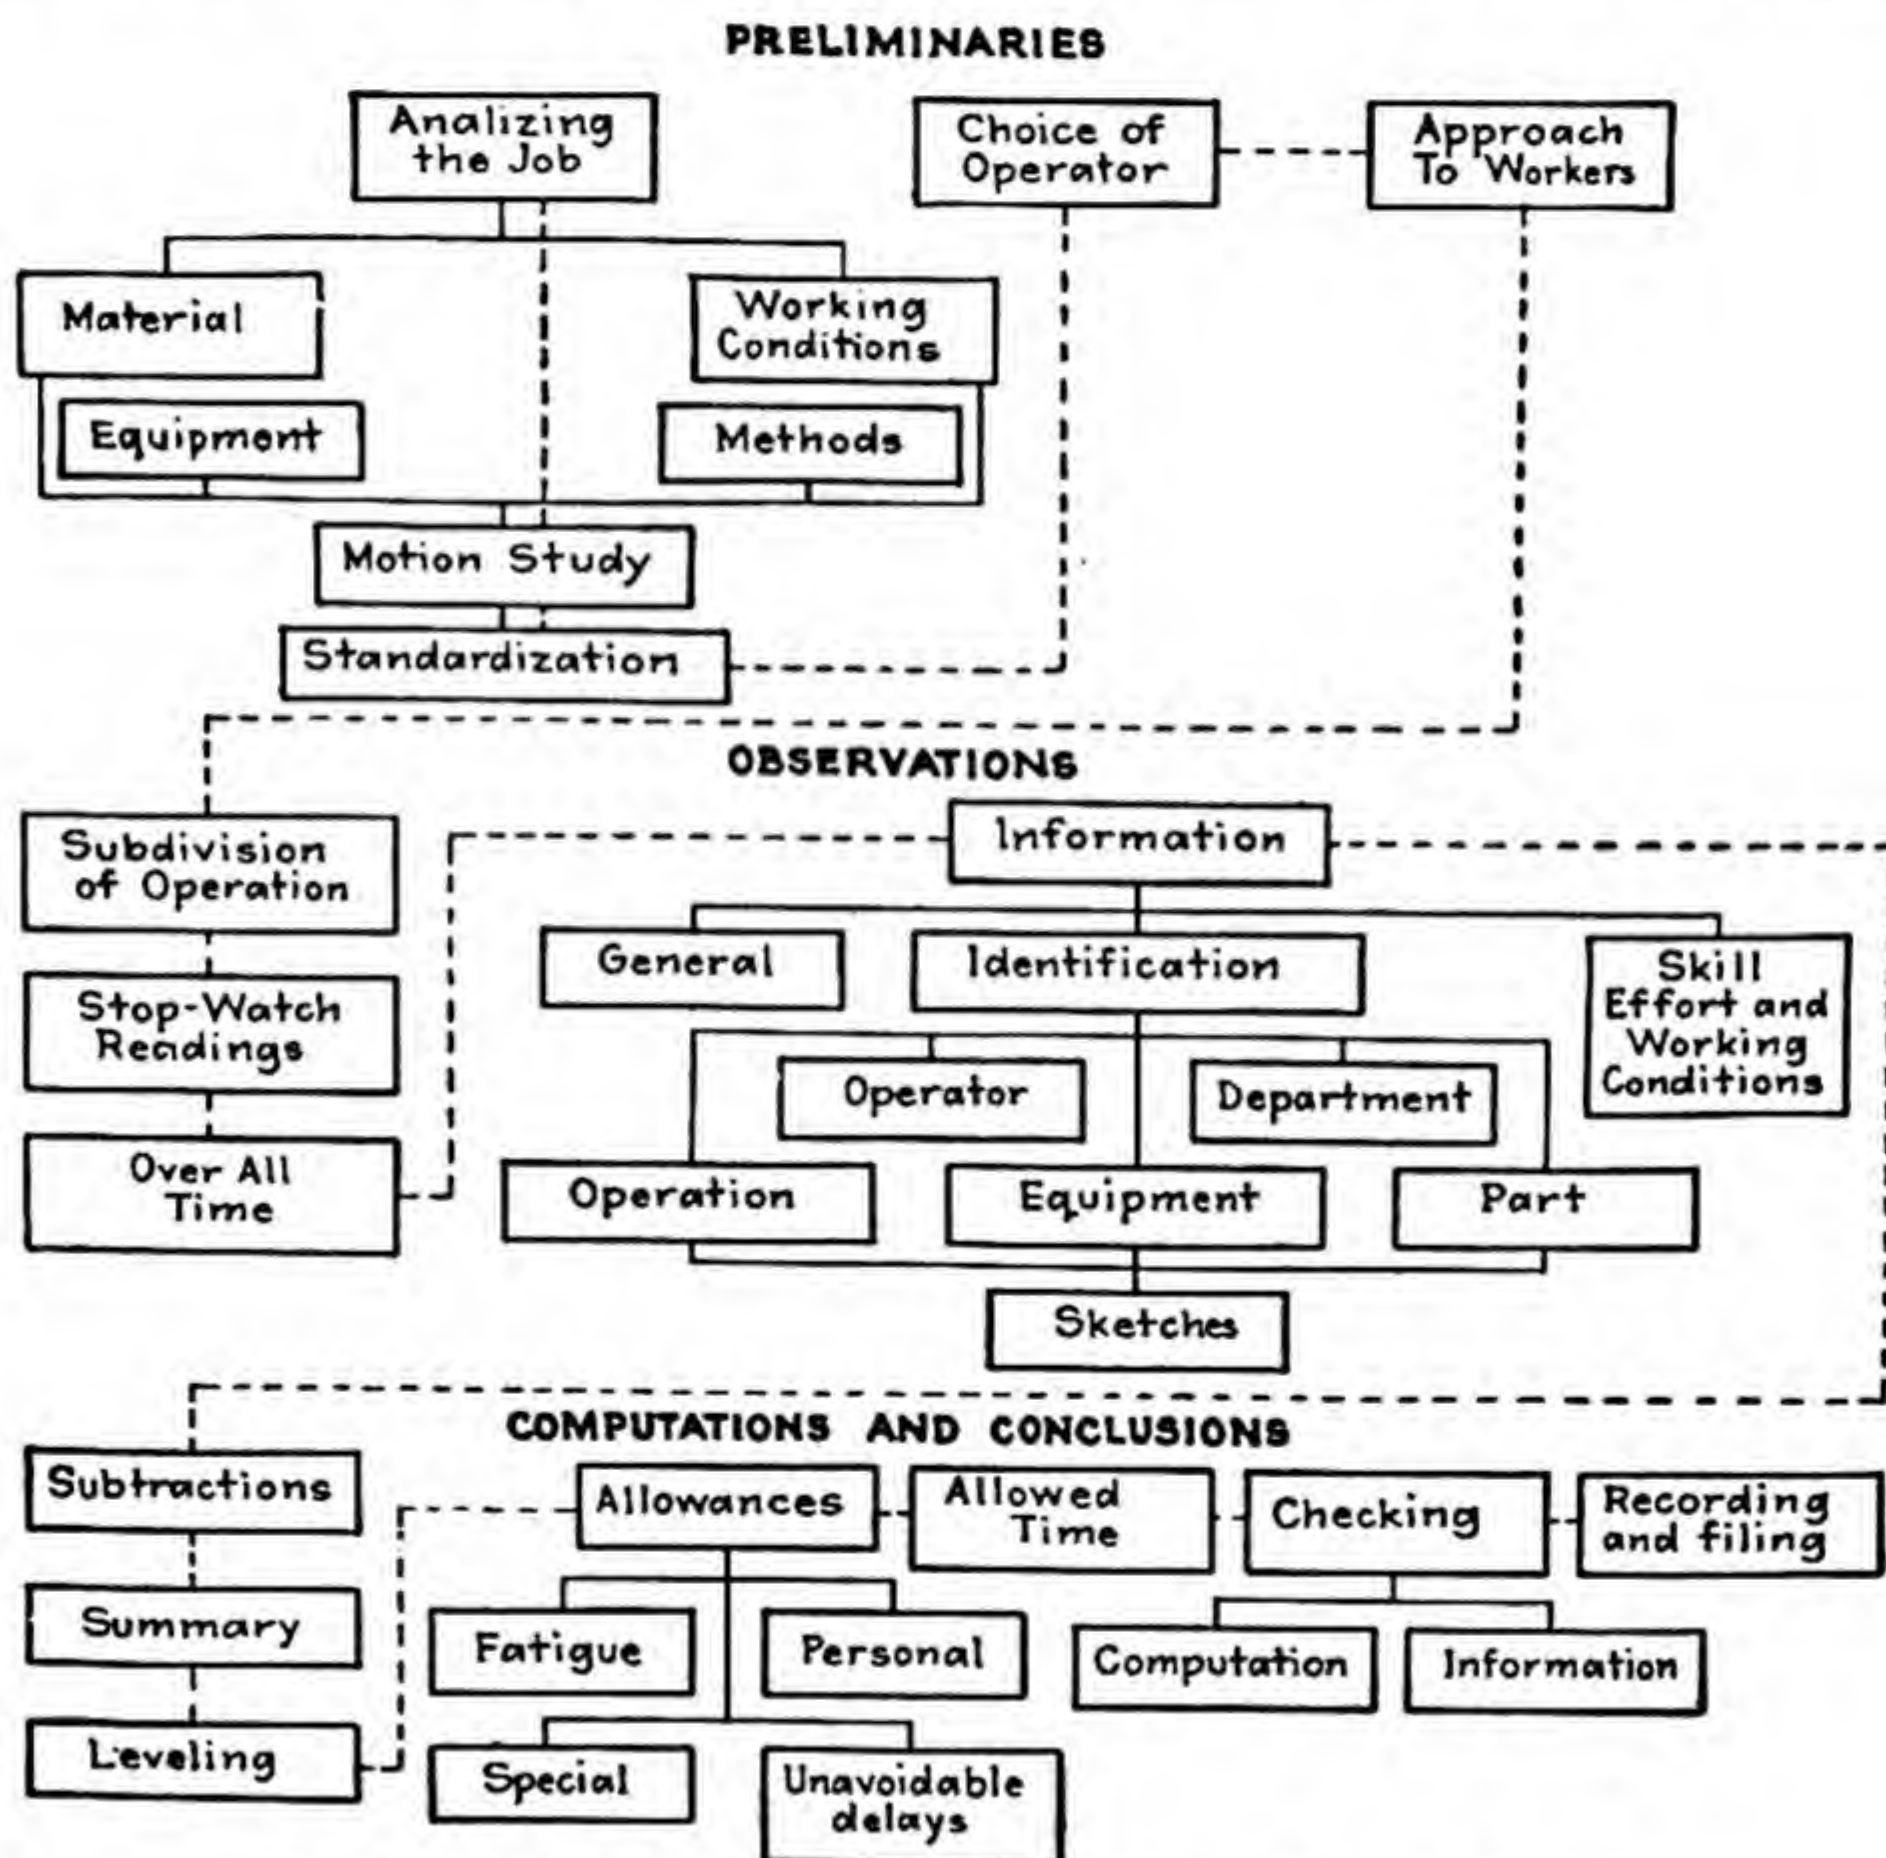 PRELIMINARIES
Analizing
the Job
Choice of
Operator
Approach
To Workers
Material
Working
Conditions
Equipment
Methods
Motion Study
Standardization
OBSERVATIONS
Subdivision
of Operation
Information
General
Identification
Skill
Effort and
Working
Conditions
Stop-Watch
Readings
Operator
Department
Over All
Time
Operation
Equipment
Part
Sketches
COMPUTATIONS AND CONCLUSIONS
Subtractions
Allowances
Allowed
Time
Checking
Recording
and filing
Summary
Fatigue
Personal
Computation
Information
Leveling
Special
Unavoidable
delays